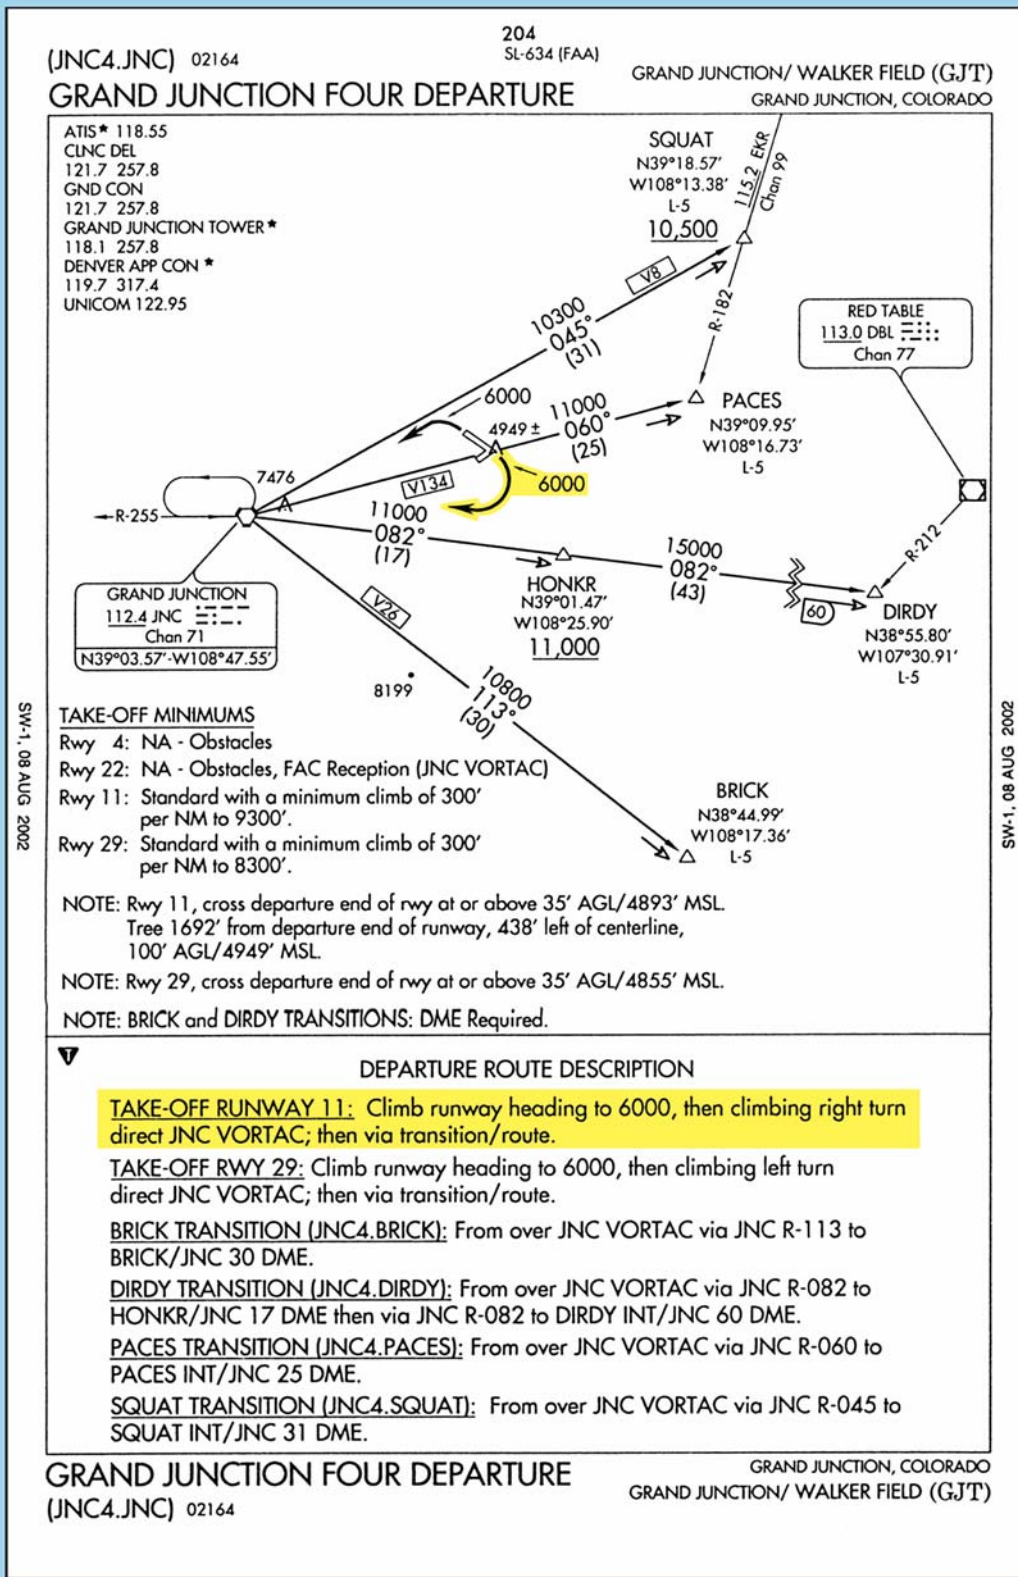 204
SL-634 (FAA)
(JNC4.JNC) 02164
GRAND JUNCTION/ WALKER FIELD (GJT)
GRAND JUNCTION FOUR DEPARTURE
GRAND JUNCTION, COLORADO
ATIS★ 118.55
CLNC DEL
121.7 257.8
GND CON
121.7 257.8
GRAND JUNCTION TOWER★
118.1 257.8
DENVER APP CON ★
119.7 317.4
UNICOM 122.95
SQUAT
N39°18.57′
W108°13.38′
L-5
10,500
115.2 EKR
Chan 99
V8
R-182
10300
045°
(31)
RED TABLE
113.0 DBL
Chan 77
6000
11000
060°
(25)
4949 ±
PACES
N39°09.95′
W108°16.73′
L-5
6000
7476
V134
R-255
11000
082°
(17)
R-212
15000
082°
(43)
HONKR
N39°01.47′
W108°25.90′
11,000
60
DIRDY
N38°55.80′
W107°30.91′
L-5
GRAND JUNCTION
112.4 JNC
Chan 71
N39°03.57′-W108°47.55′
V26
8199
10800
113°
(30)
BRICK
N38°44.99′
W108°17.36′
L-5
SW-1, 08 AUG 2002
SW-1, 08 AUG 2002
TAKE-OFF MINIMUMS
Rwy 4: NA - Obstacles
Rwy 22: NA - Obstacles, FAC Reception (JNC VORTAC)
Rwy 11: Standard with a minimum climb of 300′
per NM to 9300′.
Rwy 29: Standard with a minimum climb of 300′
per NM to 8300′.
NOTE: Rwy 11, cross departure end of rwy at or above 35′ AGL/4893′ MSL.
Tree 1692′ from departure end of runway, 438′ left of centerline,
100′ AGL/4949′ MSL.
NOTE: Rwy 29, cross departure end of rwy at or above 35′ AGL/4855′ MSL.
NOTE: BRICK and DIRDY TRANSITIONS: DME Required.
T
DEPARTURE ROUTE DESCRIPTION
TAKE-OFF RUNWAY 11: Climb runway heading to 6000, then climbing right turn
direct JNC VORTAC; then via transition/route.
TAKE-OFF RWY 29: Climb runway heading to 6000, then climbing left turn
direct JNC VORTAC; then via transition/route.
BRICK TRANSITION (JNC4.BRICK): From over JNC VORTAC via JNC R-113 to
BRICK/JNC 30 DME.
DIRDY TRANSITION (JNC4.DIRDY): From over JNC VORTAC via JNC R-082 to
HONKR/JNC 17 DME then via JNC R-082 to DIRDY INT/JNC 60 DME.
PACES TRANSITION (JNC4.PACES): From over JNC VORTAC via JNC R-060 to
PACES INT/JNC 25 DME.
SQUAT TRANSITION (JNC4.SQUAT): From over JNC VORTAC via JNC R-045 to
SQUAT INT/JNC 31 DME.
GRAND JUNCTION FOUR DEPARTURE
GRAND JUNCTION, COLORADO
(JNC4.JNC) 02164
GRAND JUNCTION/ WALKER FIELD (GJT)